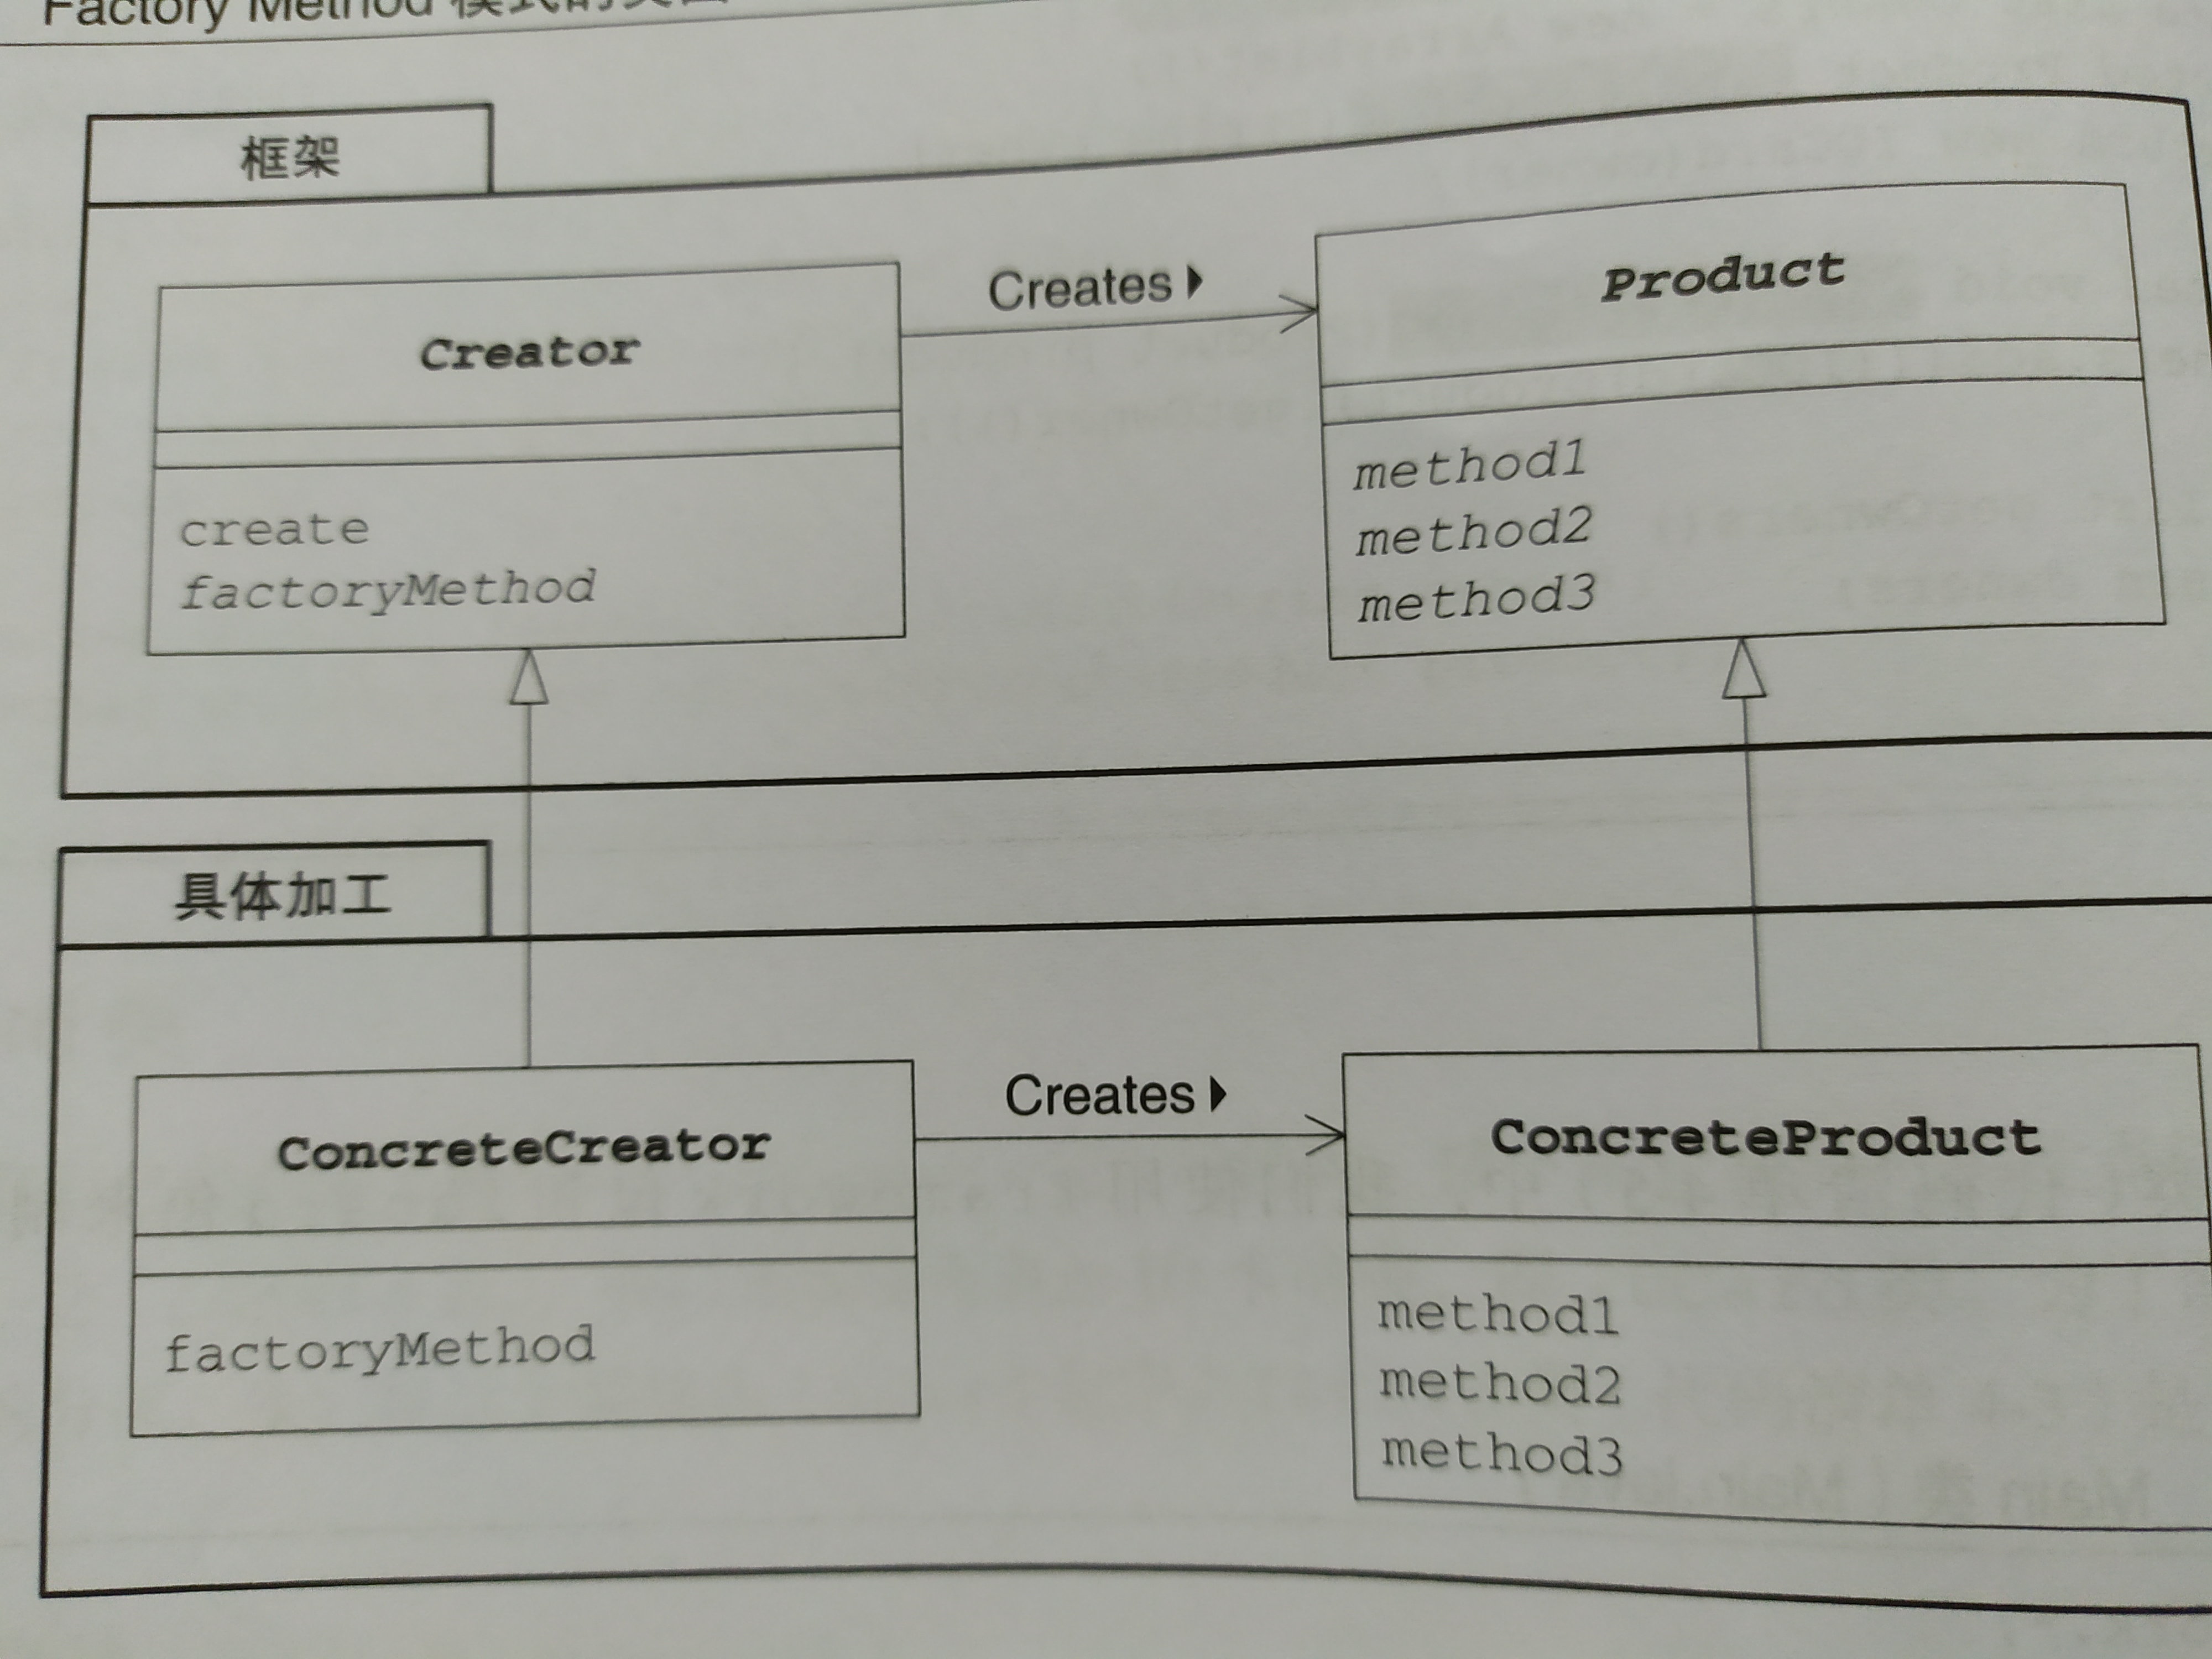 Factory Method
框架
Creator
create
factoryMethod
Creates
Product
method1
method2
method3
具体加工
ConcreteCreator
factoryMethod
Creates
ConcreteProduct
method1
method2
method3